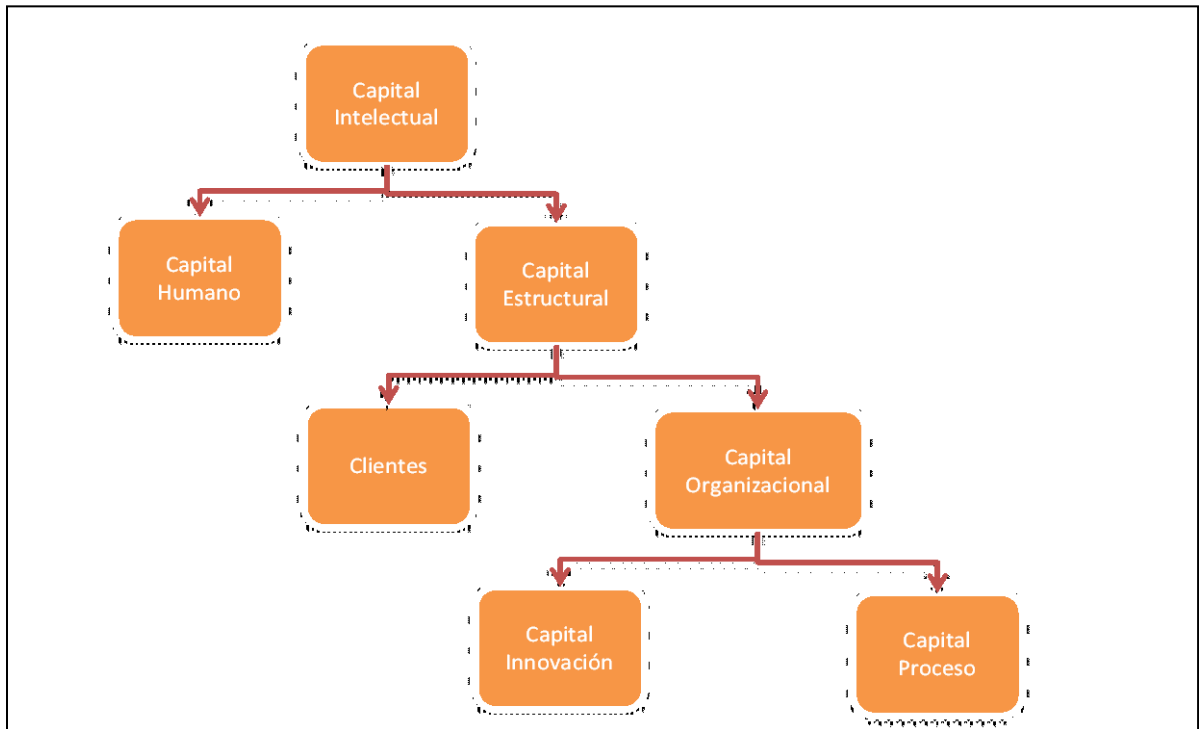 Capital
Intelectual
Capital
Humano
Capital
Estructural
Clientes
Capital
Organizacional
Capital
Innovación
Capital
Proceso